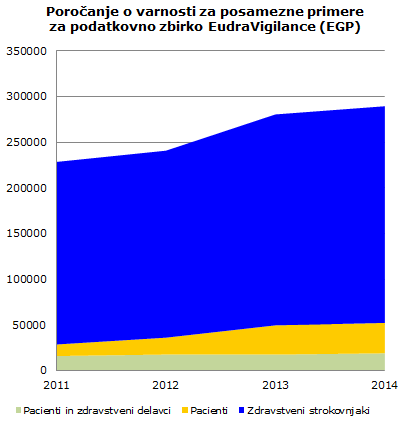 Poročanje o varnosti za posamezne primere
za podatkovno zbirko EudraVigilance (EGP)
350000
300000
250000
200000
150000
100000
50000
0
2011 2012 2013 2014
Pacienti in zdravstveni delavci Pacienti Zdravstveni strokovnjaki